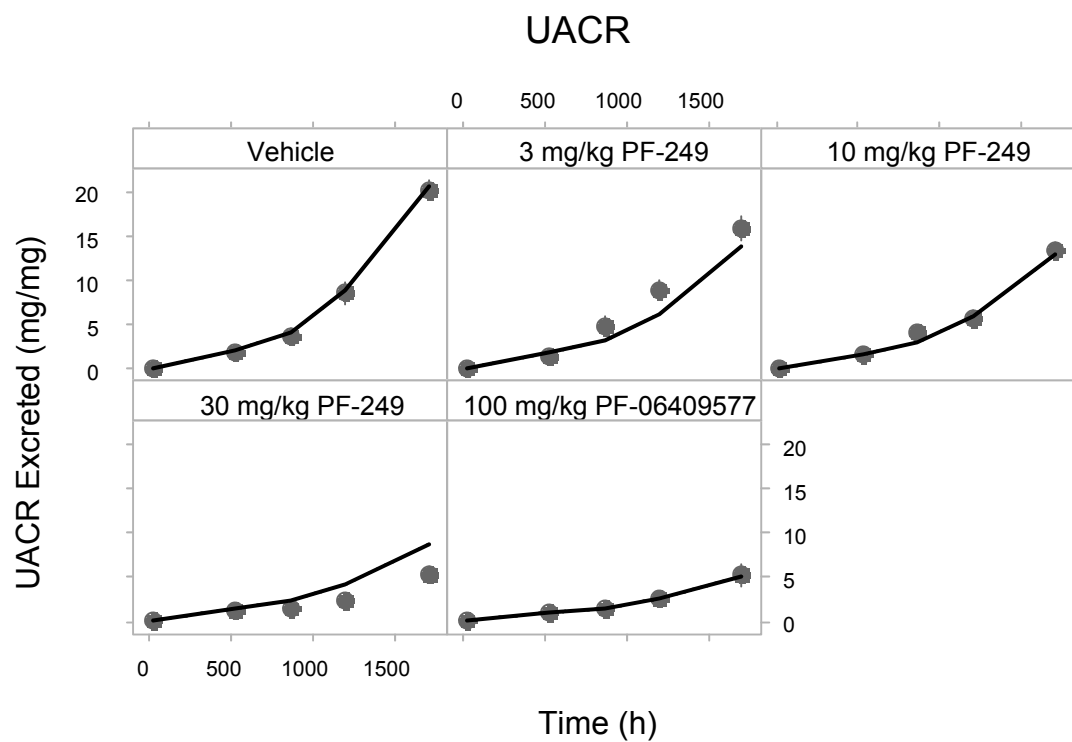 UACR
0 500 1000 1500
Vehicle 3 mg/kg PF-249 10 mg/kg PF-249
20
15
10
5
0
30 mg/kg PF-249 100 mg/kg PF-06409577
20
15
10
5
0
0 500 1000 1500
UACR Excreted (mg/mg)
Time (h)